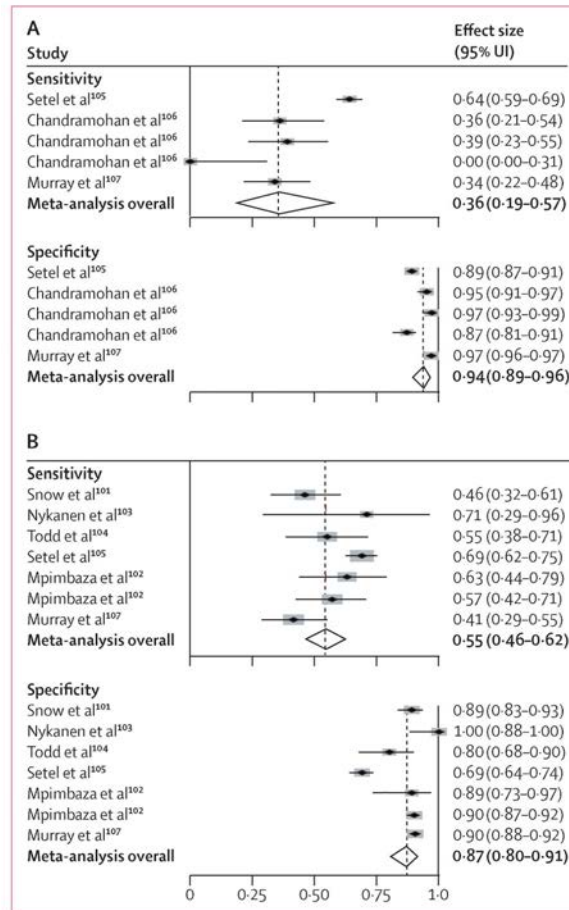 A
Study Effect size (95% UI)
Sensitivity
Setel et al¹⁰⁵ 0·64 (0·59–0·69)
Chandramohan et al¹⁰⁶ 0·36 (0·21–0·54)
Chandramohan et al¹⁰⁶ 0·39 (0·23–0·55)
Chandramohan et al¹⁰⁶ 0·00 (0·00–0·31)
Murray et al¹⁰⁷ 0·34 (0·22–0·48)
Meta-analysis overall 0·36 (0·19–0·57)
Specificity
Setel et al¹⁰⁵ 0·89 (0·87–0·91)
Chandramohan et al¹⁰⁶ 0·95 (0·91–0·97)
Chandramohan et al¹⁰⁶ 0·97 (0·93–0·99)
Chandramohan et al¹⁰⁶ 0·87 (0·81–0·91)
Murray et al¹⁰⁷ 0·97 (0·96–0·97)
Meta-analysis overall 0·94 (0·89–0·96)
B
Sensitivity
Snow et al¹⁰¹ 0·46 (0·32–0·61)
Nykanen et al¹⁰³ 0·71 (0·29–0·96)
Todd et al¹⁰⁴ 0·55 (0·38–0·71)
Setel et al¹⁰⁵ 0·69 (0·62–0·75)
Mpimbaza et al¹⁰² 0·63 (0·44–0·79)
Mpimbaza et al¹⁰² 0·57 (0·42–0·71)
Murray et al¹⁰⁷ 0·41 (0·29–0·55)
Meta-analysis overall 0·55 (0·46–0·62)
Specificity
Snow et al¹⁰¹ 0·89 (0·83–0·93)
Nykanen et al¹⁰³ 1·00 (0·88–1·00)
Todd et al¹⁰⁴ 0·80 (0·68–0·90)
Setel et al¹⁰⁵ 0·69 (0·64–0·74)
Mpimbaza et al¹⁰² 0·89 (0·73–0·97)
Mpimbaza et al¹⁰² 0·90 (0·87–0·92)
Murray et al¹⁰⁷ 0·90 (0·88–0·92)
Meta-analysis overall 0·87 (0·80–0·91)
0 0·25 0·50 0·75 1·0